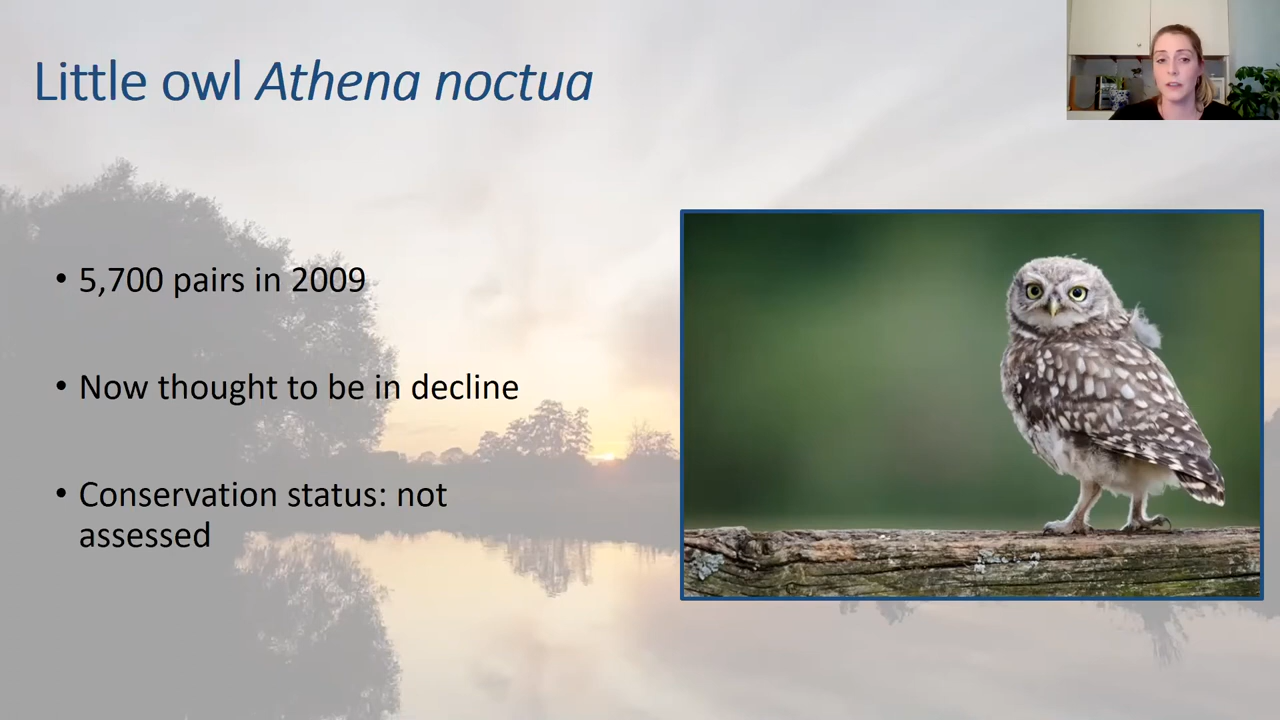 Little owl Athena noctua
• 5,700 pairs in 2009
• Now thought to be in decline
• Conservation status: not
assessed